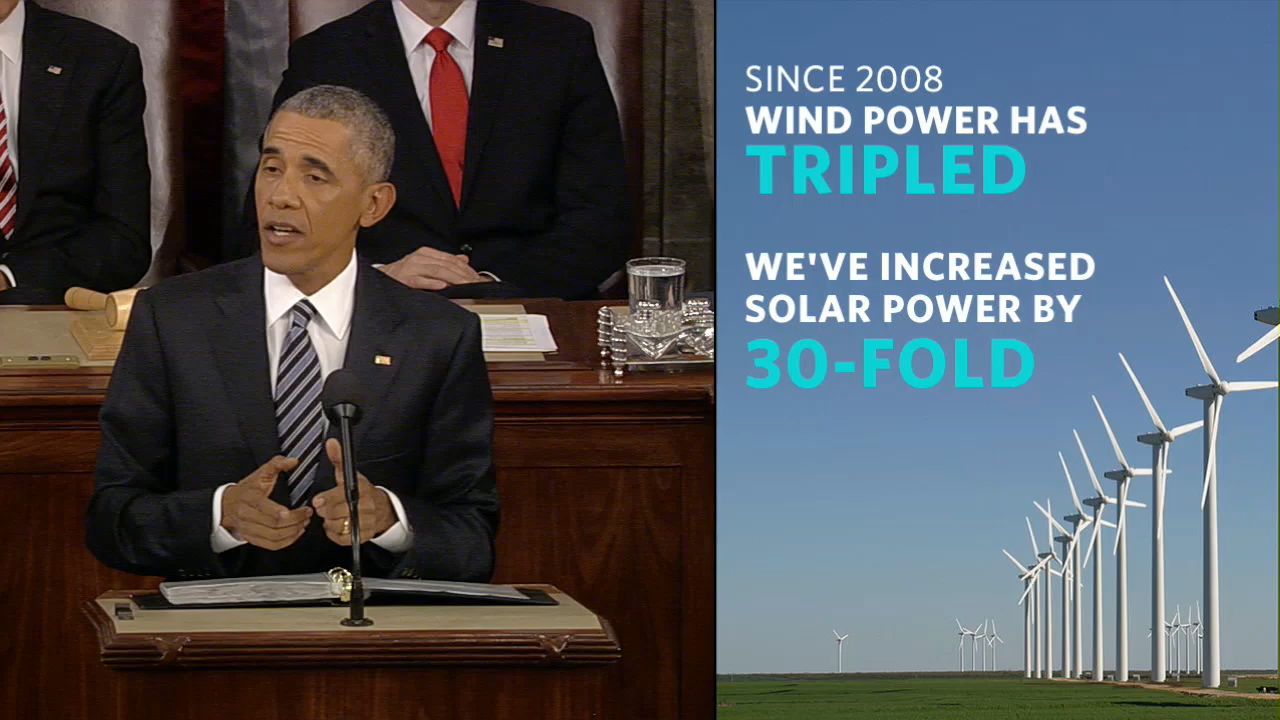 SINCE 2008
WIND POWER HAS
TRIPLED
WE'VE INCREASED
SOLAR POWER BY
30-FOLD